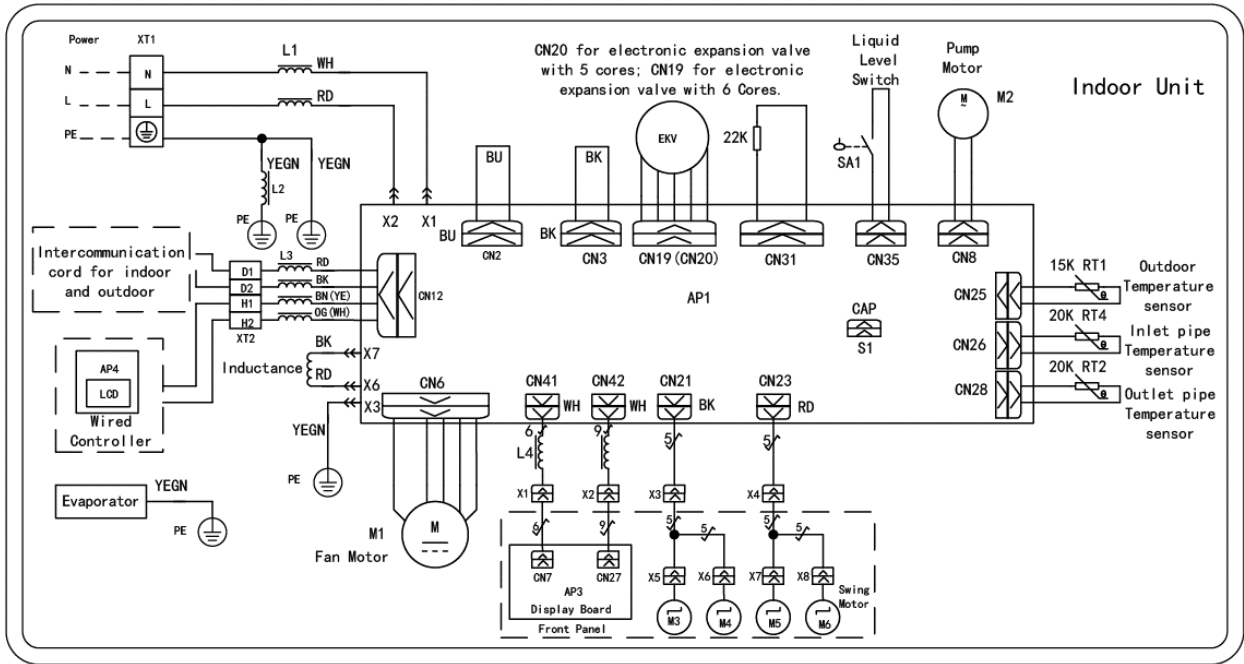 Power
XT1
N
N
L
L
PE
L1
WH
RD
YEGN
YEGN
L2
PE
PE
CN20 for electronic expansion valve
with 5 cores; CN19 for electronic
expansion valve with 6 Cores.
Liquid
Level
Switch
Pump
Motor
Indoor Unit
M
~
M2
EKV
22K
SA1
BU
BK
X2
X1
BU
CN2
BK
CN3
CN19(CN20)
CN31
CN35
CN8
Intercommunication
cord for indoor
and outdoor
L3
D1
D2
H1
H2
XT2
RD
BK
BN(YE)
OG(WH)
CN12
AP1
CAP
S1
CN25
CN26
CN28
15K RT1
θ
Outdoor
Temperature
sensor
20K RT4
θ
Inlet pipe
Temperature
sensor
20K RT2
θ
Outlet pipe
Temperature
sensor
AP4
LCD
Wired
Controller
Inductance
BK
RD
X7
X6
X3
YEGN
PE
CN6
CN41
WH
CN42
WH
CN21
BK
CN23
RD
6
9
5
5
L4
X1
X2
X3
X4
Evaporator
YEGN
PE
M1
Fan Motor
M
6
9
5
5
5
5
CN7
CN27
AP3
Display Board
Front Panel
X5
X6
X7
X8
Swing
Motor
M3
M4
M5
M6